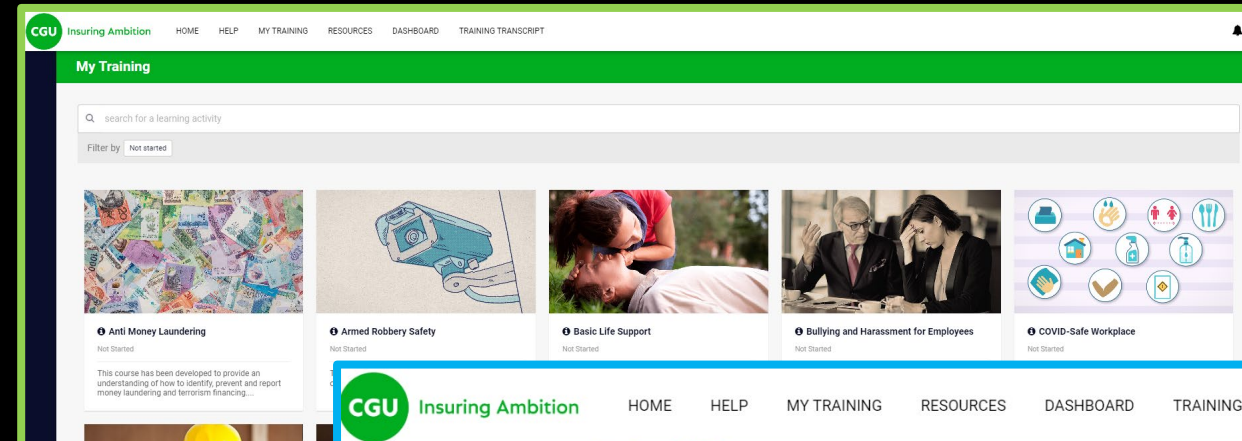 CGU Insuring Ambition HOME HELP MY TRAINING RESOURCES DASHBOARD TRAINING TRANSCRIPT
My Training
search for a learning activity
Filter by Not started
Anti Money Laundering
Not Started
This course has been developed to provide an
understanding of how to identify, prevent and report
money laundering and terrorism financing....
Armed Robbery Safety
Not Started
Basic Life Support
Not Started
Bullying and Harassment for Employees
Not Started
COVID-Safe Workplace
Not Started
CGU Insuring Ambition HOME HELP MY TRAINING RESOURCES DASHBOARD TRAINING